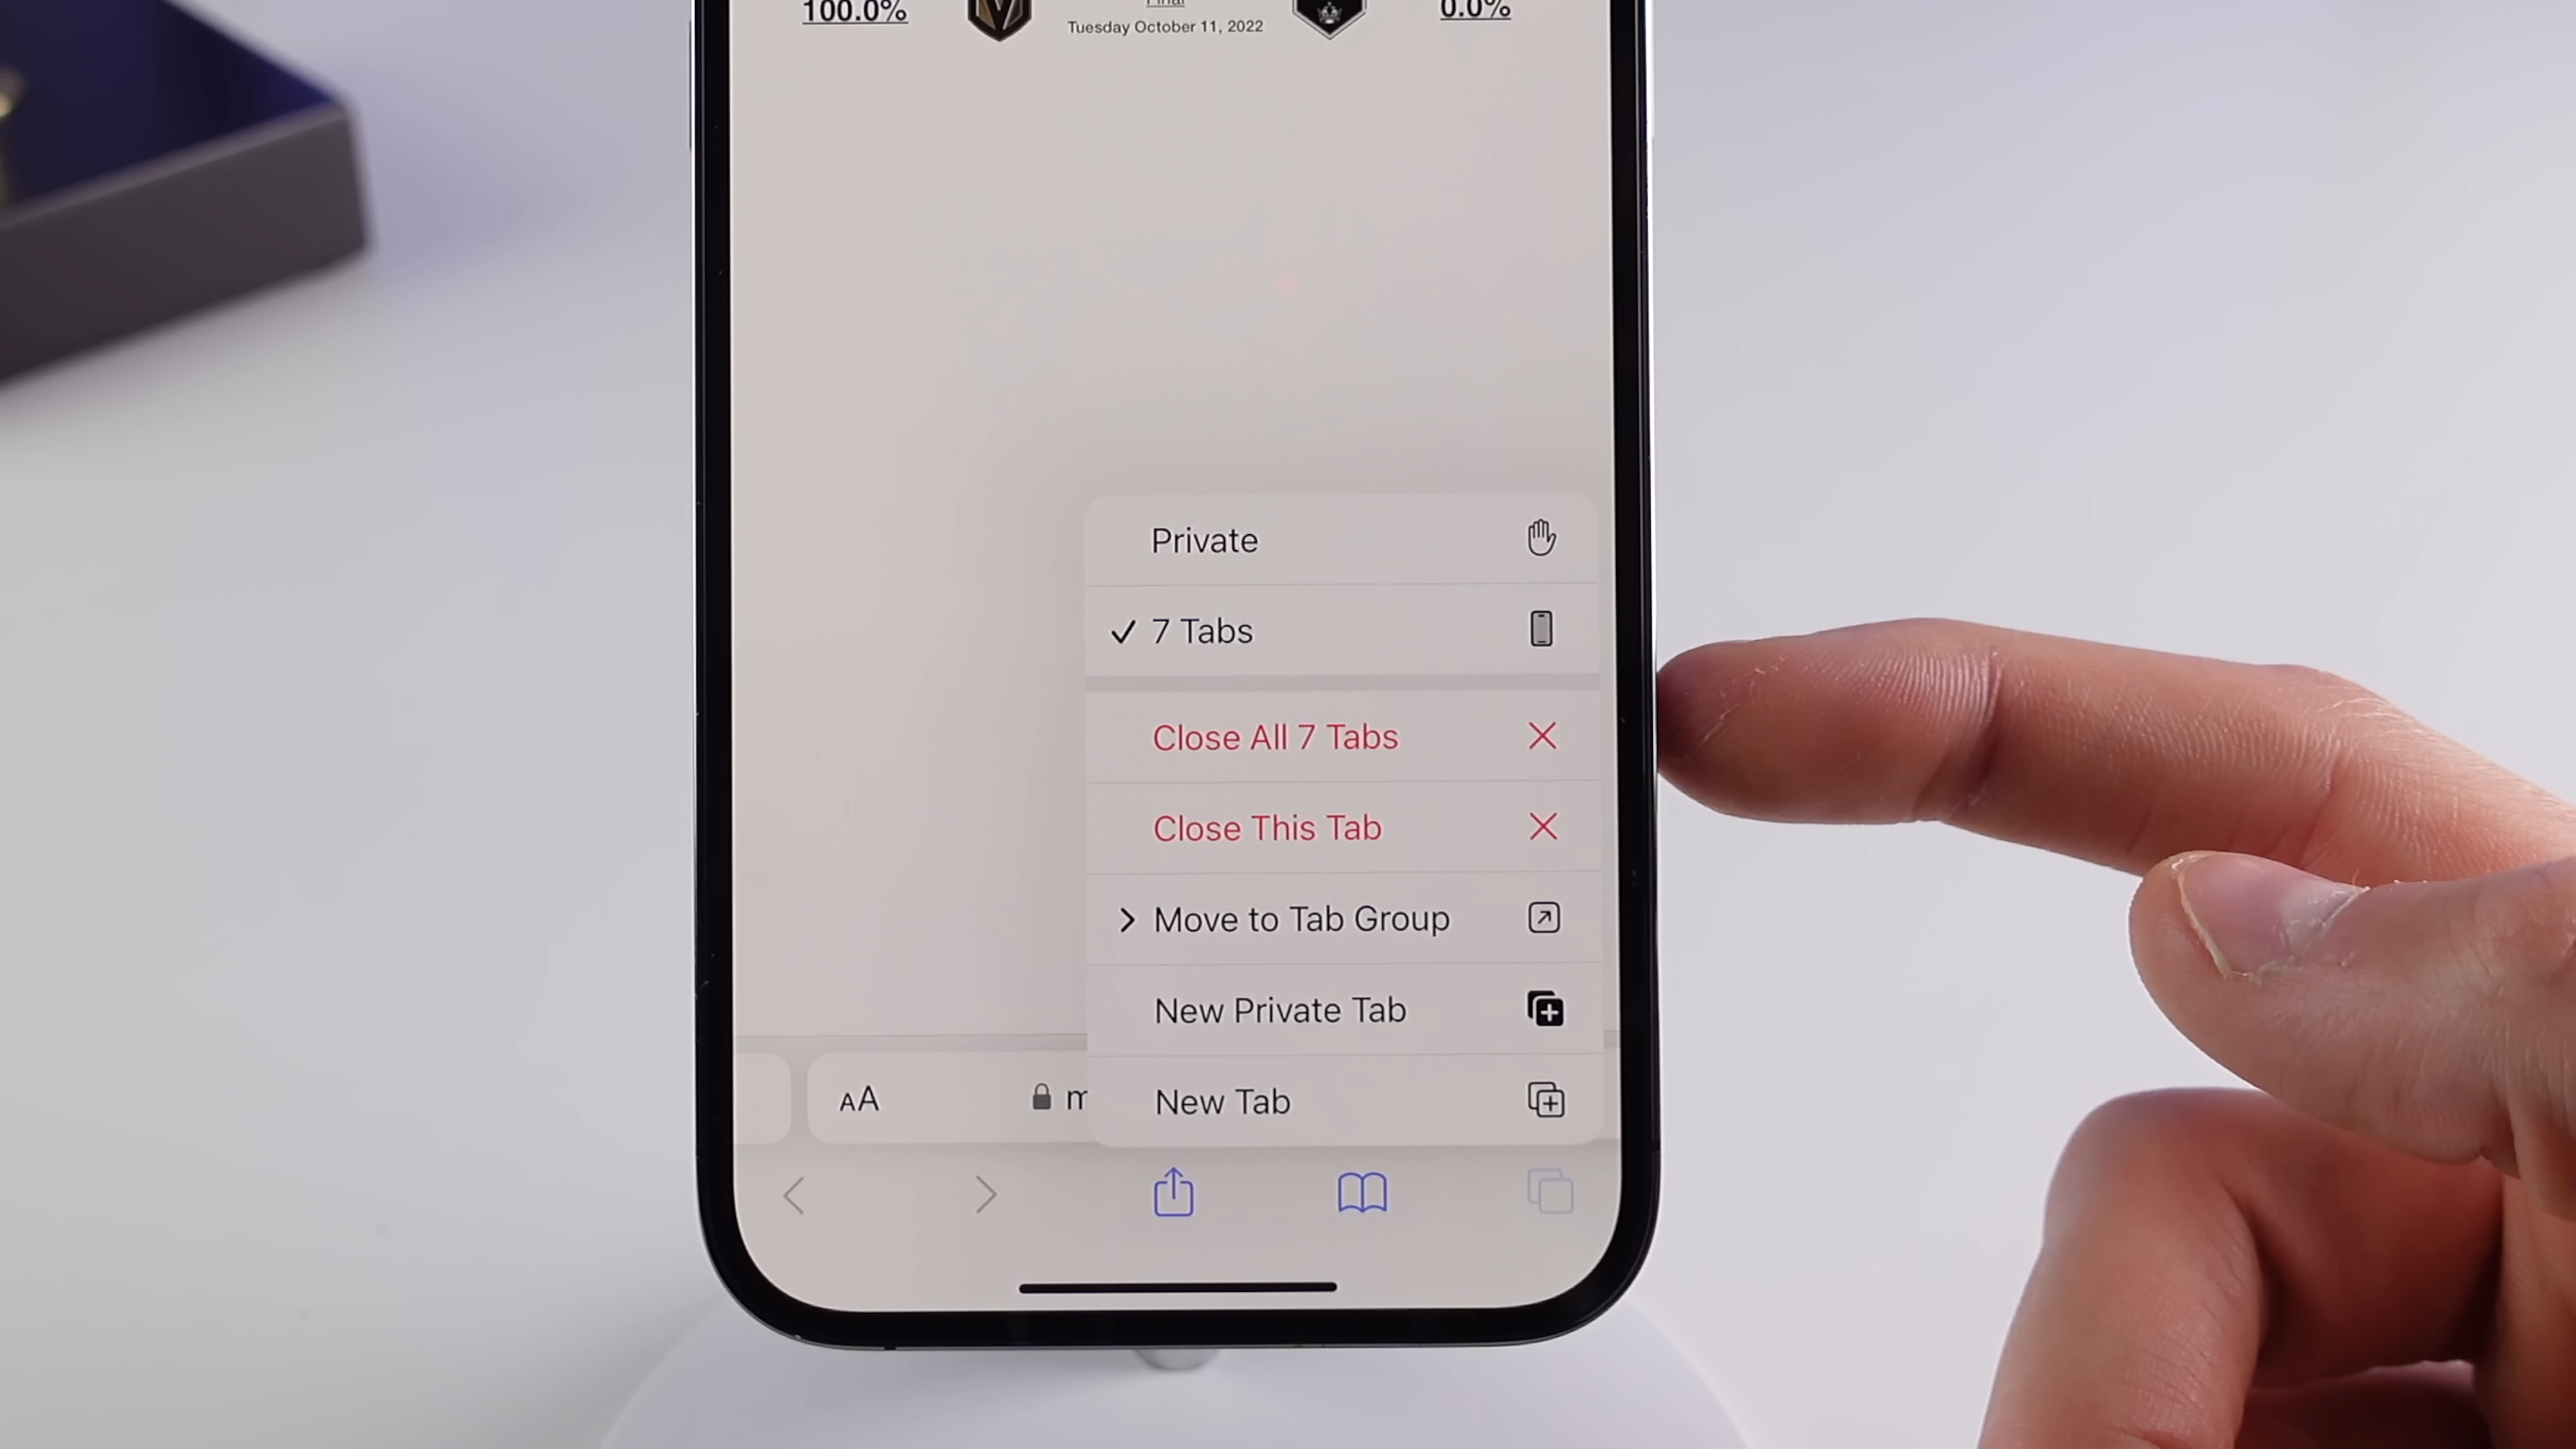 100.0%
Final
0.0%
Tuesday October 11, 2022
Private
7 Tabs
Close All 7 Tabs
Close This Tab
Move to Tab Group
New Private Tab
AA
m
New Tab